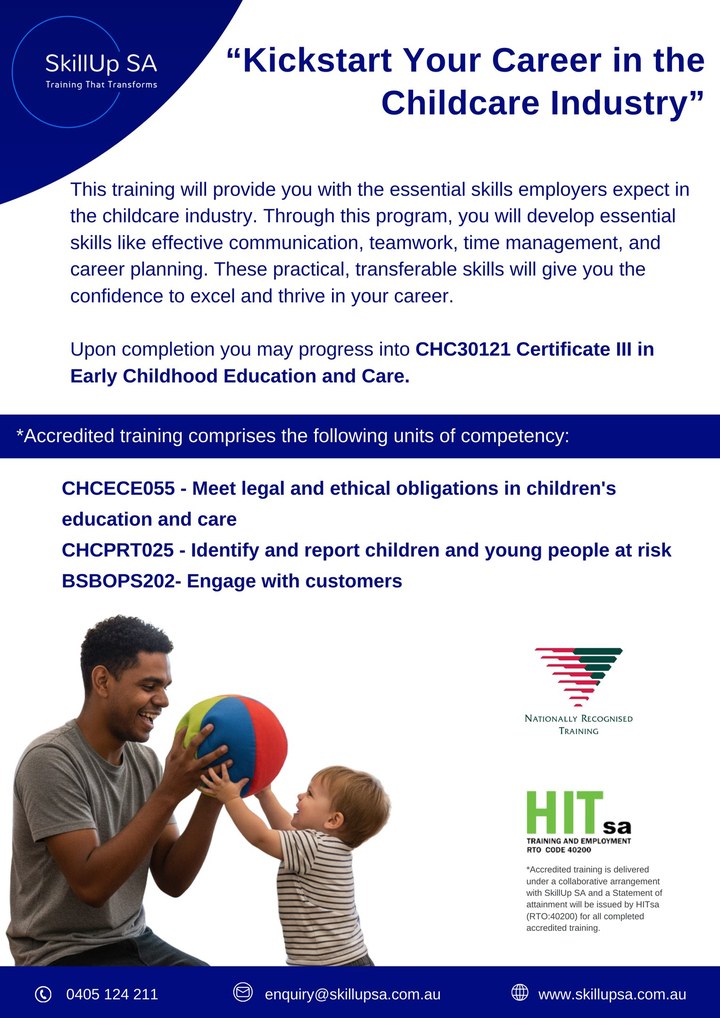 SkillUp SA
Training That Transforms
“Kickstart Your Career in the
Childcare Industry”
This training will provide you with the essential skills employers expect in
the childcare industry. Through this program, you will develop essential
skills like effective communication, teamwork, time management, and
career planning. These practical, transferable skills will give you the
confidence to excel and thrive in your career.
Upon completion you may progress into CHC30121 Certificate III in
Early Childhood Education and Care.
*Accredited training comprises the following units of competency:
CHCECE055 - Meet legal and ethical obligations in children's
education and care
CHCPRT025 - Identify and report children and young people at risk
BSBOPS202- Engage with customers
Nationally Recognised
Training
HITsa
TRAINING AND EMPLOYMENT
RTO CODE 40200
*Accredited training is delivered
under a collaborative arrangement
with SkillUp SA and a Statement of
attainment will be issued by HITsa
(RTO:40200) for all completed
accredited training.
0405 124 211
enquiry@skillupsa.com.au
www.skillupsa.com.au